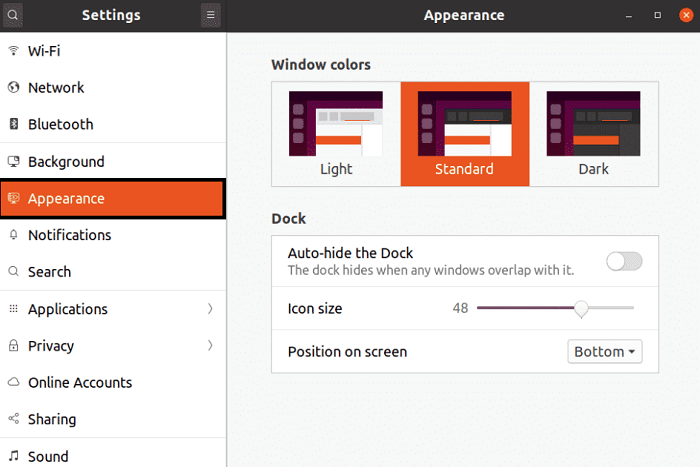 Settings
Appearance
Wi-Fi
Network
Bluetooth
Background
Appearance
Notifications
Search
Applications
Privacy
Online Accounts
Sharing
Sound
Window colors
Light
Standard
Dark
Dock
Auto-hide the Dock
The dock hides when any windows overlap with it.
Icon size
48
Position on screen
Bottom